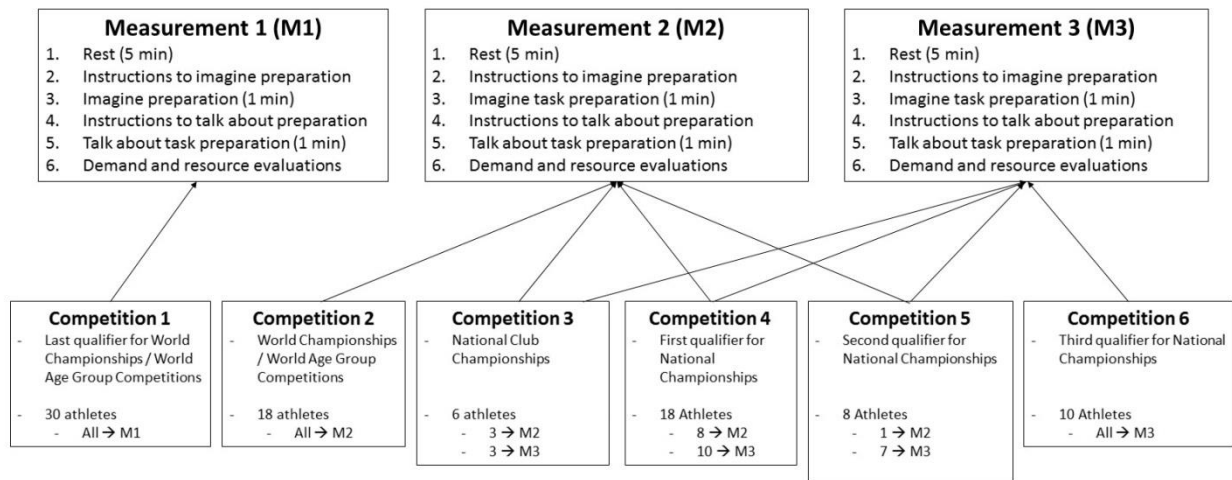 Measurement 1 (M1)
1. Rest (5 min)
2. Instructions to imagine preparation
3. Imagine preparation (1 min)
4. Instructions to talk about preparation
5. Talk about task preparation (1 min)
6. Demand and resource evaluations
Measurement 2 (M2)
1. Rest (5 min)
2. Instructions to imagine preparation
3. Imagine task preparation (1 min)
4. Instructions to talk about preparation
5. Talk about task preparation (1 min)
6. Demand and resource evaluations
Measurement 3 (M3)
1. Rest (5 min)
2. Instructions to imagine preparation
3. Imagine task preparation (1 min)
4. Instructions to talk about preparation
5. Talk about task preparation (1 min)
6. Demand and resource evaluations
Competition 1
- Last qualifier for World
Championships / World
Age Group Competitions
- 30 athletes
- All → M1
Competition 2
- World Championships
/ World Age Group
Competitions
- 18 athletes
- All → M2
Competition 3
- National Club
Championships
- 6 athletes
- 3 → M2
- 3 → M3
Competition 4
- First qualifier for
National
Championships
- 18 Athletes
- 8 → M2
- 10 → M3
Competition 5
- Second qualifier for
National Championships
- 8 Athletes
- 1 → M2
- 7 → M3
Competition 6
- Third qualifier for National
Championships
- 10 Athletes
- All → M3